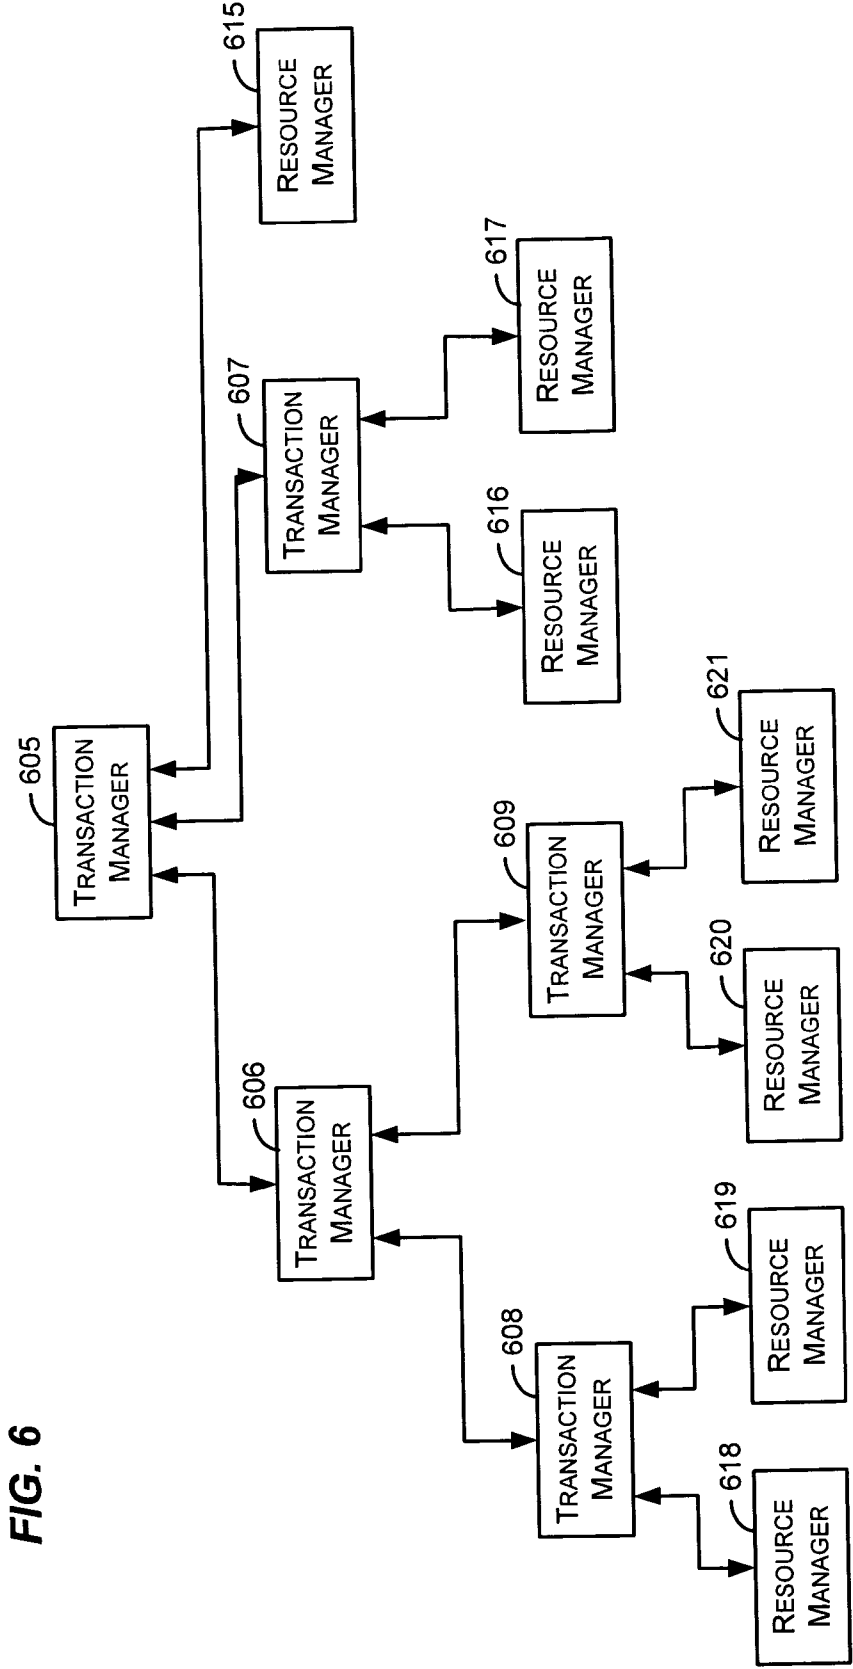 FIG. 6
605
TRANSACTION
MANAGER
606
TRANSACTION
MANAGER
607
TRANSACTION
MANAGER
615
RESOURCE
MANAGER
608
TRANSACTION
MANAGER
609
TRANSACTION
MANAGER
616
RESOURCE
MANAGER
617
RESOURCE
MANAGER
618
RESOURCE
MANAGER
619
RESOURCE
MANAGER
620
RESOURCE
MANAGER
621
RESOURCE
MANAGER